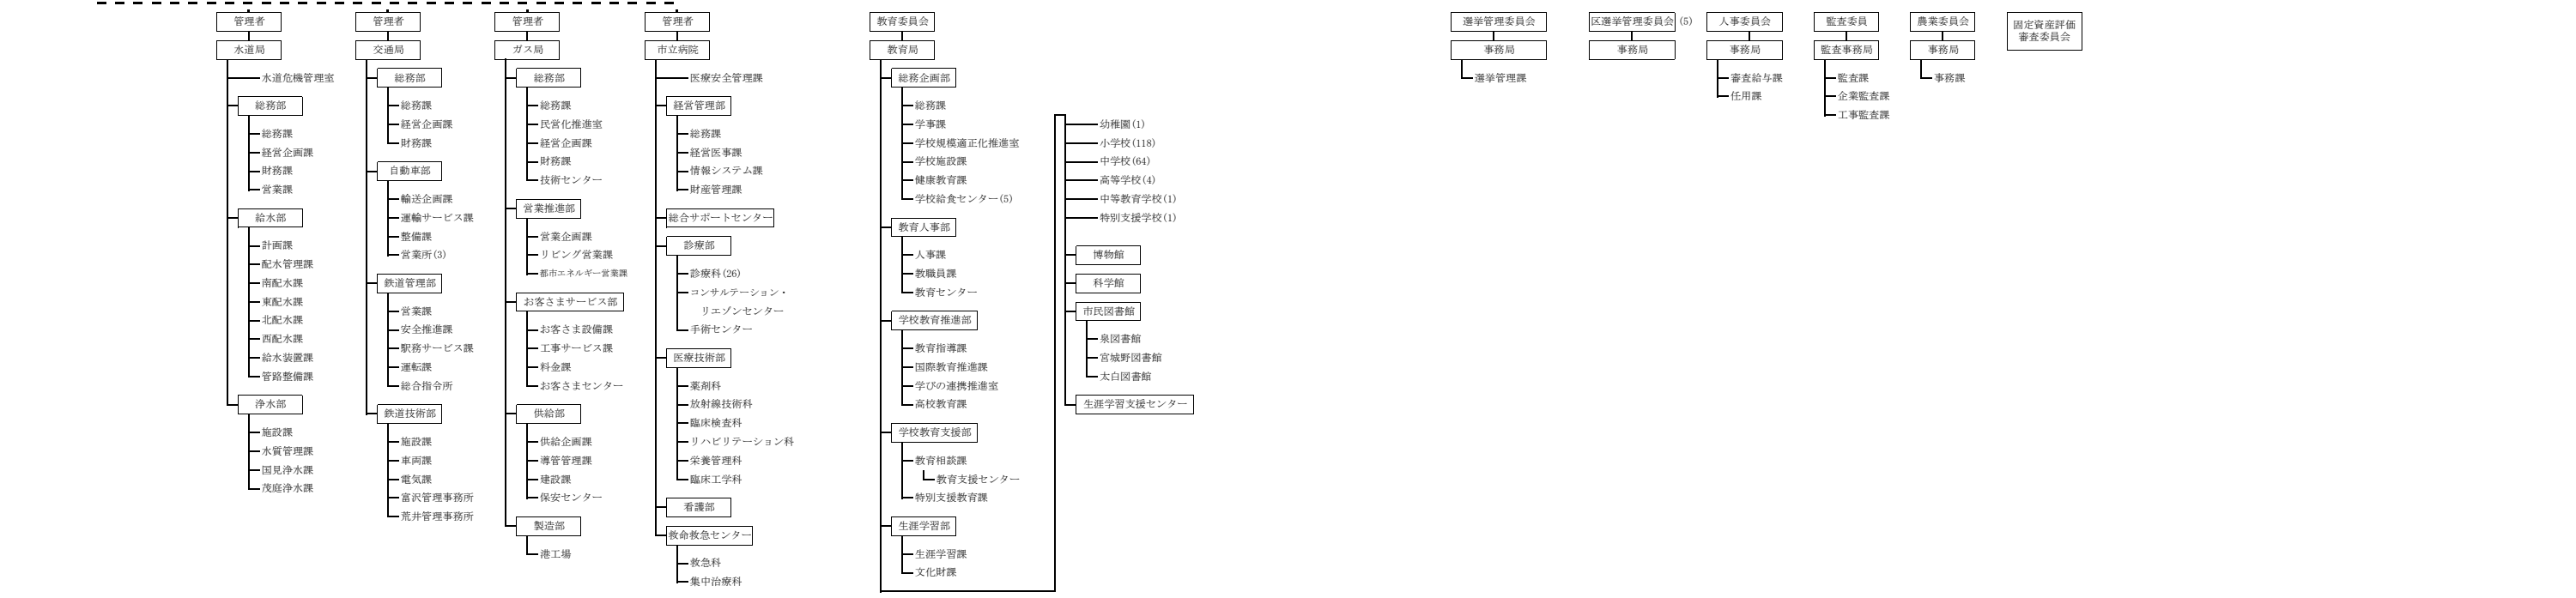 管理者
水道局
水道危機管理室
総務部
総務課
経営企画課
財務課
営業課
給水部
計画課
配水管理課
南配水課
東配水課
北配水課
西配水課
給水装置課
管路整備課
浄水部
施設課
水質管理課
国見浄水課
茂庭浄水課
管理者
交通局
総務部
総務課
経営企画課
財務課
自動車部
輸送企画課
運輸サービス課
整備課
営業所(3)
鉄道管理部
営業課
安全推進課
駅務サービス課
運転課
総合指令所
鉄道技術部
施設課
車両課
電気課
富沢管理事務所
荒井管理事務所
管理者
ガス局
総務部
総務課
民営化推進室
経営企画課
財務課
技術センター
営業推進部
営業企画課
リビング営業課
都市エネルギー営業課
お客さまサービス部
お客さま設備課
工事サービス課
料金課
お客さまセンター
供給部
供給企画課
導管管理課
建設課
保安センター
製造部
港工場
管理者
市立病院
医療安全管理課
経営管理部
総務課
経営医事課
情報システム課
財産管理課
総合サポートセンター
診療部
診療科(26)
コンサルテーション・
リエゾンセンター
手術センター
医療技術部
薬剤科
放射線技術科
臨床検査科
リハビリテーション科
栄養管理科
臨床工学科
看護部
救命救急センター
救急科
集中治療科
教育委員会
教育局
総務企画部
総務課
学事課
学校規模適正化推進室
学校施設課
健康教育課
学校給食センター(5)
教育人事部
人事課
教職員課
教育センター
学校教育推進部
教育指導課
国際教育推進課
学びの連携推進室
高校教育課
学校教育支援部
教育相談課
教育支援センター
特別支援教育課
生涯学習部
生涯学習課
文化財課
幼稚園(1)
小学校(118)
中学校(64)
高等学校(4)
中等教育学校(1)
特別支援学校(1)
博物館
科学館
市民図書館
泉図書館
宮城野図書館
太白図書館
生涯学習支援センター
選挙管理委員会
事務局
選挙管理課
区選挙管理委員会 (5)
事務局
人事委員会
事務局
審査給与課
任用課
監査委員
監査事務局
監査課
企業監査課
工事監査課
農業委員会
事務局
事務課
固定資産評価
審査委員会